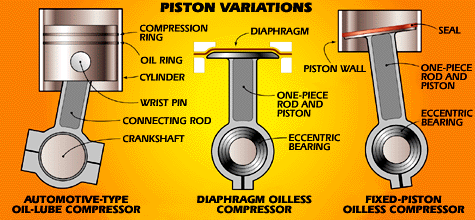 PISTON VARIATIONS
COMPRESSION
RING
OIL RING
CYLINDER
WRIST PIN
CONNECTING ROD
CRANKSHAFT
AUTOMOTIVE-TYPE
OIL-LUBE COMPRESSOR
DIAPHRAGM
ONE-PIECE
ROD AND
PISTON
ECCENTRIC
BEARING
DIAPHRAGM OILLESS
COMPRESSOR
SEAL
PISTON WALL
ONE-PIECE
ROD AND
PISTON
ECCENTRIC
BEARING
FIXED-PISTON
OILLESS COMPRESSOR